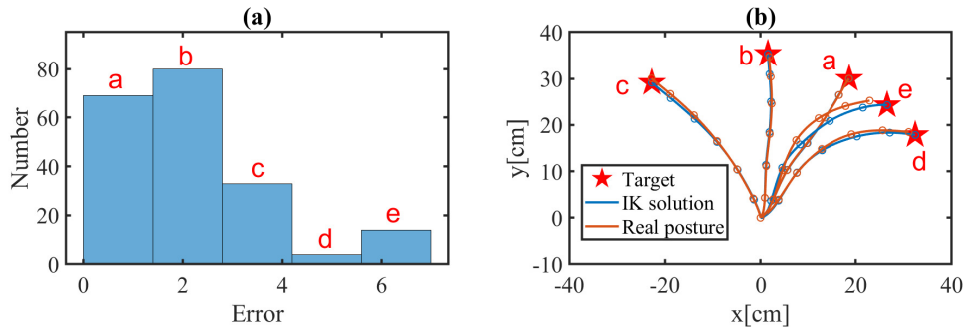 (a)
Number
80
60
40
20
0
a
b
c
d
e
0
2
4
6
Error
(b)
y[cm]
40
30
20
10
0
-10
c
b
a
e
d
Target
IK solution
Real posture
-40
-20
0
20
40
x[cm]